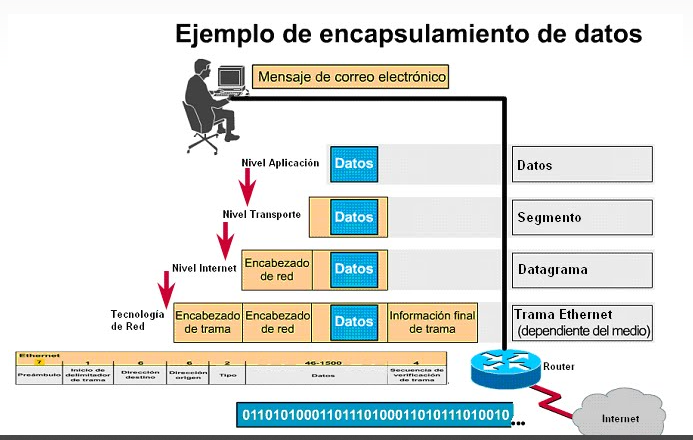 Ejemplo de encapsulamiento de datos
Mensaje de correo electrónico
Nivel Aplicación
Datos
Datos
Nivel Transporte
Datos
Segmento
Nivel Internet
Encabezado
de red
Datos
Datagrama
Tecnología
de Red
Encabezado
de trama
Encabezado
de red
Datos
Información final
de trama
Trama Ethernet
(dependiente del medio)
Ethernet
7 1 6 6 2 46-1500 4
Preámbulo
Inicio de
delimitador
de trama
Dirección
destino
Dirección
origen
Tipo
Datos
Secuencia de
verificación
de trama
Router
01101010001101110100011010111010010...
Internet